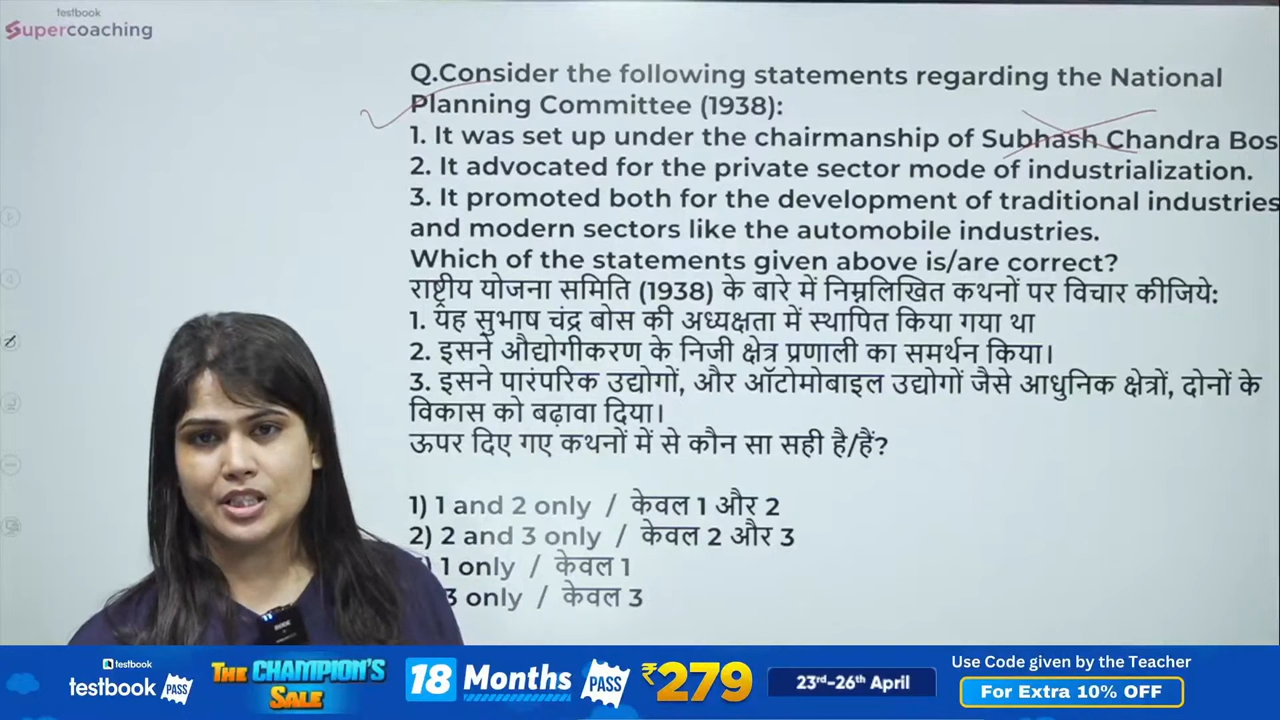 testbook
Supercoaching
Q.Consider the following statements regarding the National
Planning Committee (1938):
1. It was set up under the chairmanship of Subhash Chandra Bos
2. It advocated for the private sector mode of industrialization.
3. It promoted both for the development of traditional industries
and modern sectors like the automobile industries.
Which of the statements given above is/are correct?
राष्ट्रीय योजना समिति (1938) के बारे में निम्नलिखित कथनों पर विचार कीजिये:
1. यह सुभाष चंद्र बोस की अध्यक्षता में स्थापित किया गया था
2. इसने औद्योगीकरण के निजी क्षेत्र प्रणाली का समर्थन किया।
3. इसने पारंपरिक उद्योगों, और ऑटोमोबाइल उद्योगों जैसे आधुनिक क्षेत्रों, दोनों के
विकास को बढ़ावा दिया।
ऊपर दिए गए कथनों में से कौन सा सही है/हैं?
1) 1 and 2 only / केवल 1 और 2
2) 2 and 3 only / केवल 2 और 3
) 1 only / केवल 1
3 only / केवल 3
testbook
testbook PASS
THE CHAMPION'S SALE
18 Months PASS ₹279
23rd-26th April
Use Code given by the Teacher
For Extra 10% OFF